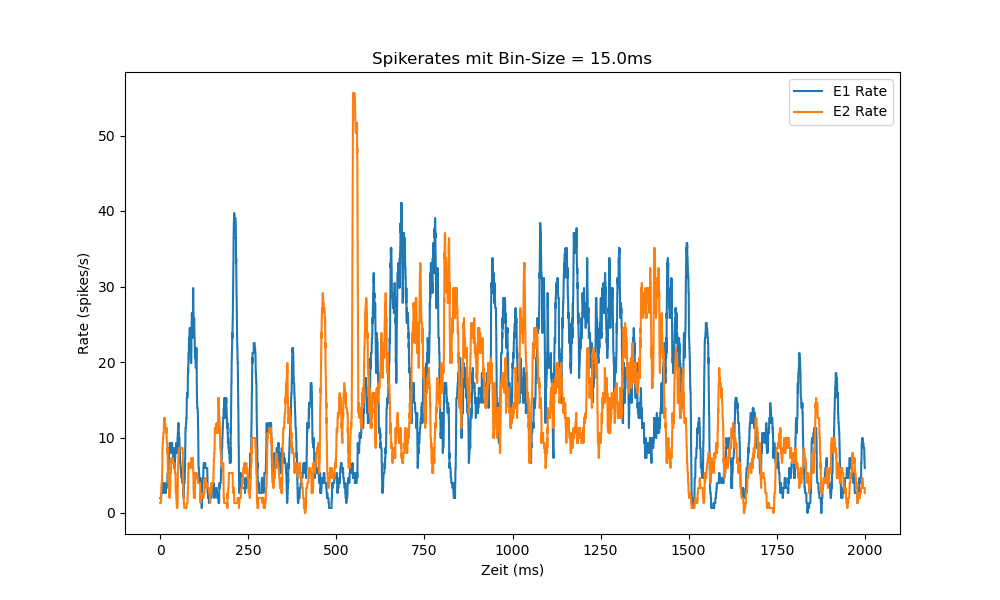 Spikerates mit Bin-Size = 15.0ms
E1 Rate
E2 Rate
Rate (spikes/s)
50
40
30
20
10
0
0 250 500 750 1000 1250 1500 1750 2000
Zeit (ms)